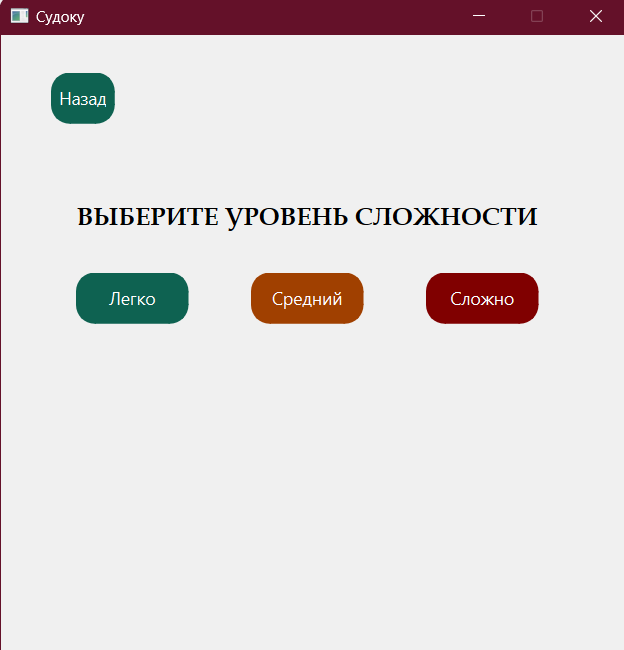 Судоку
Назад
ВЫБЕРИТЕ УРОВЕНЬ СЛОЖНОСТИ
Легко Средний Сложно